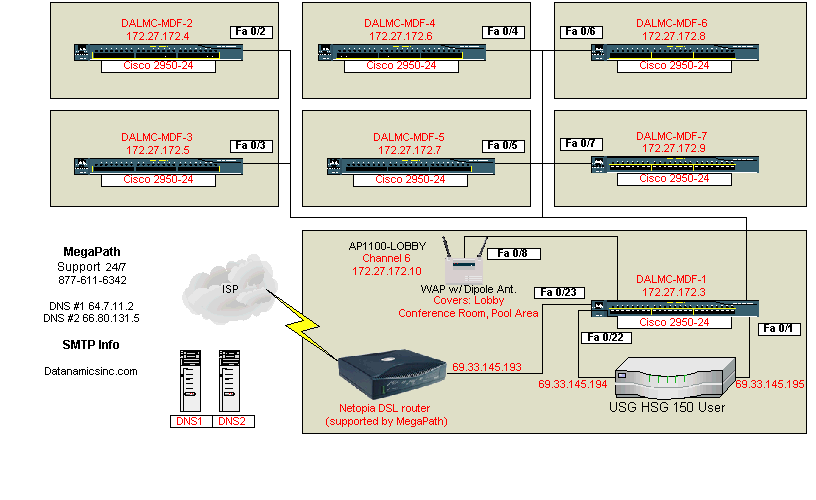 DALMC-MDF-2
172.27.172.4
Fa 0/2
Cisco 2950-24
DALMC-MDF-4
172.27.172.6
Fa 0/4
Cisco 2950-24
Fa 0/6
DALMC-MDF-6
172.27.172.8
Cisco 2950-24
DALMC-MDF-3
172.27.172.5
Fa 0/3
Cisco 2950-24
DALMC-MDF-5
172.27.172.7
Fa 0/5
Cisco 2950-24
Fa 0/7
DALMC-MDF-7
172.27.172.9
Cisco 2950-24
MegaPath
Support 24/7
877-611-6342
DNS #1 64.7.11.2
DNS #2 66.80.131.5
SMTP Info
Datanamicsinc.com
ISP
DNS1
DNS2
AP1100-LOBBY
Channel 6
172.27.172.10
Fa 0/8
WAP w/Dipole Ant.
Covers: Lobby
Conference Room, Pool Area
Fa 0/23
DALMC-MDF-1
172.27.172.3
Cisco 2950-24
Fa 0/22
Fa 0/1
69.33.145.193
69.33.145.194
69.33.145.195
Netopia DSL router
(supported by MegaPath)
USG HSG 150 User